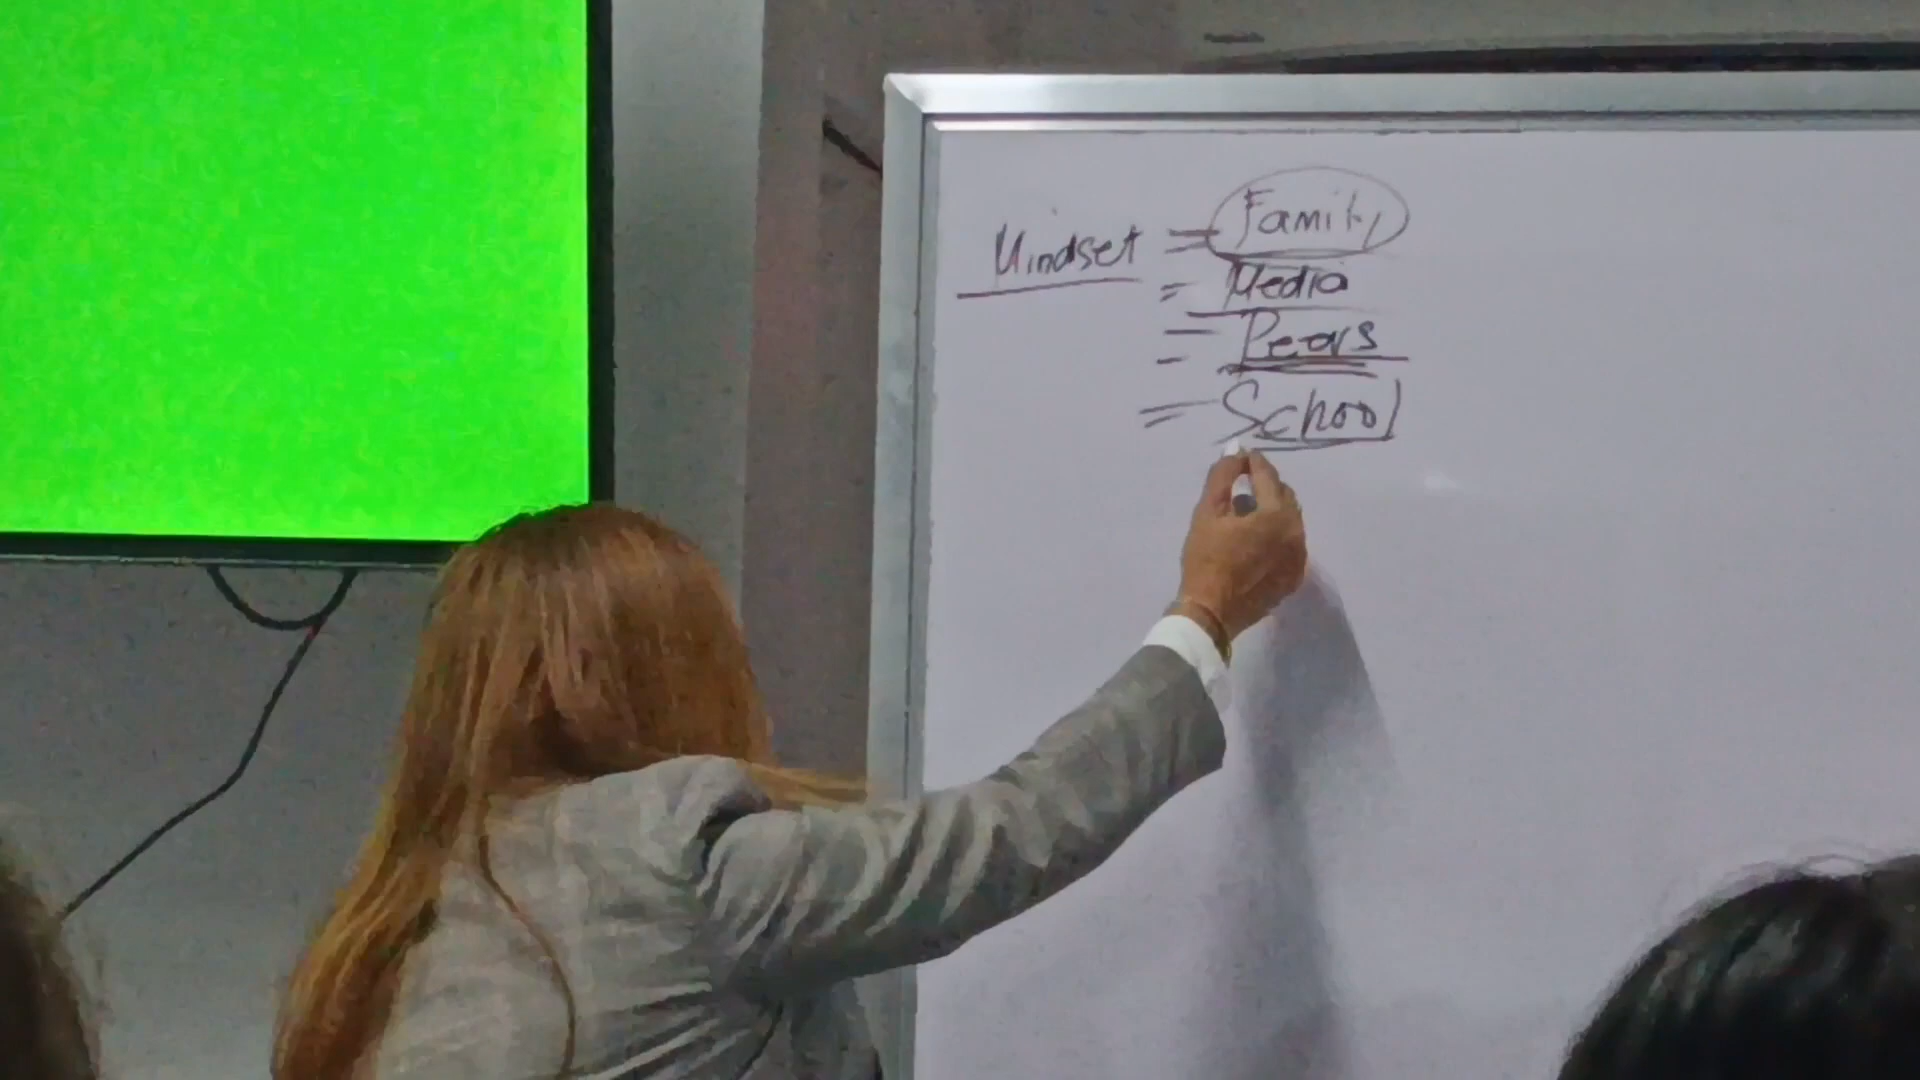 Mindset = Family
= Media
= Pears
= School